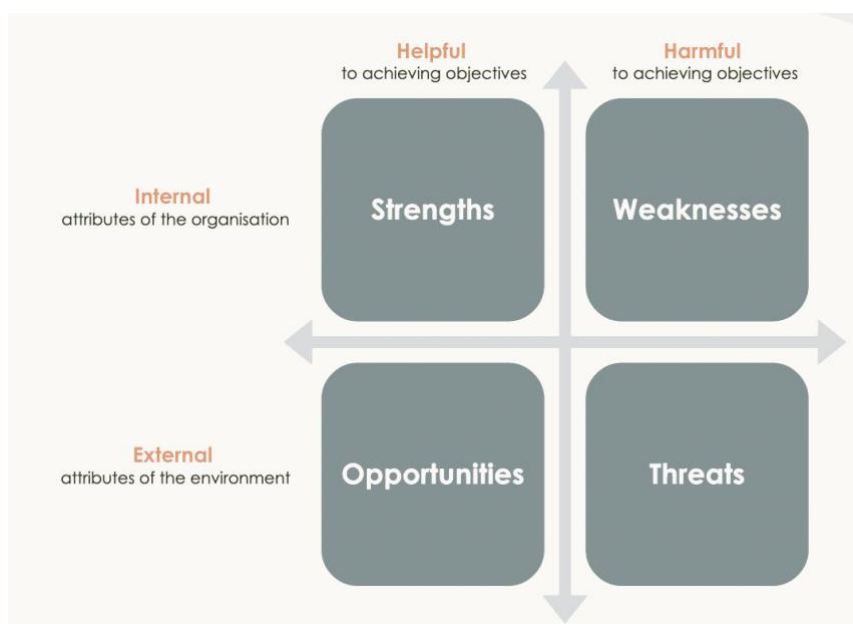 Helpful
to achieving objectives
Harmful
to achieving objectives
Internal
attributes of the organisation
Strengths
Weaknesses
External
attributes of the environment
Opportunities
Threats